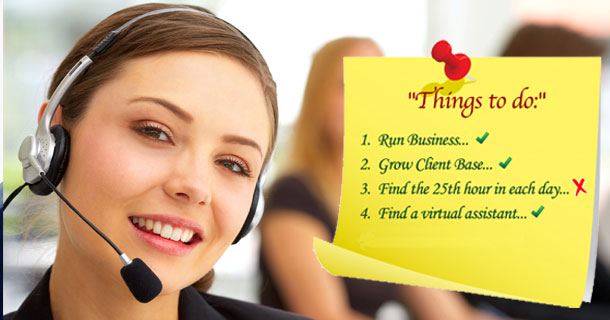 "Things to do:"
1. Run Business...
2. Grow Client Base...
3. Find the 25th hour in each day...
4. Find a virtual assistant...